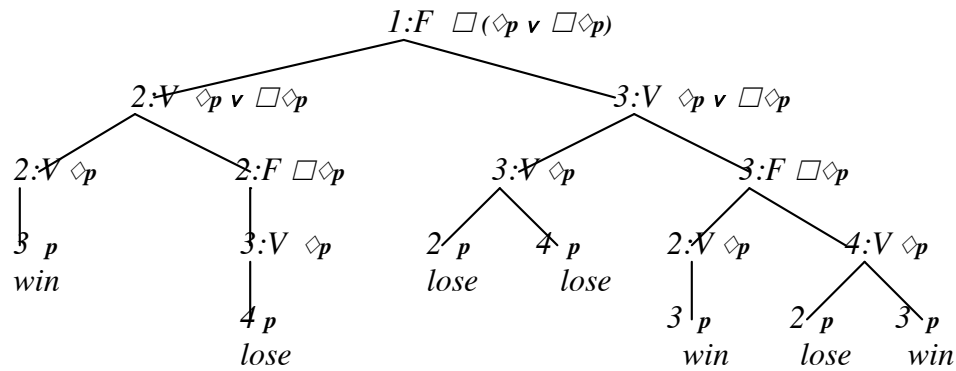 1:F □(◇p v □◇p)
2:V ◇p v □◇p 3:V ◇p v □◇p
2:V ◇p 2:F □◇p 3:V ◇p 3:F □◇p
3 p 3:V ◇p 2 p 4 p 2:V ◇p 4:V ◇p
win lose lose
4 p 3 p 2 p 3 p
lose win lose win